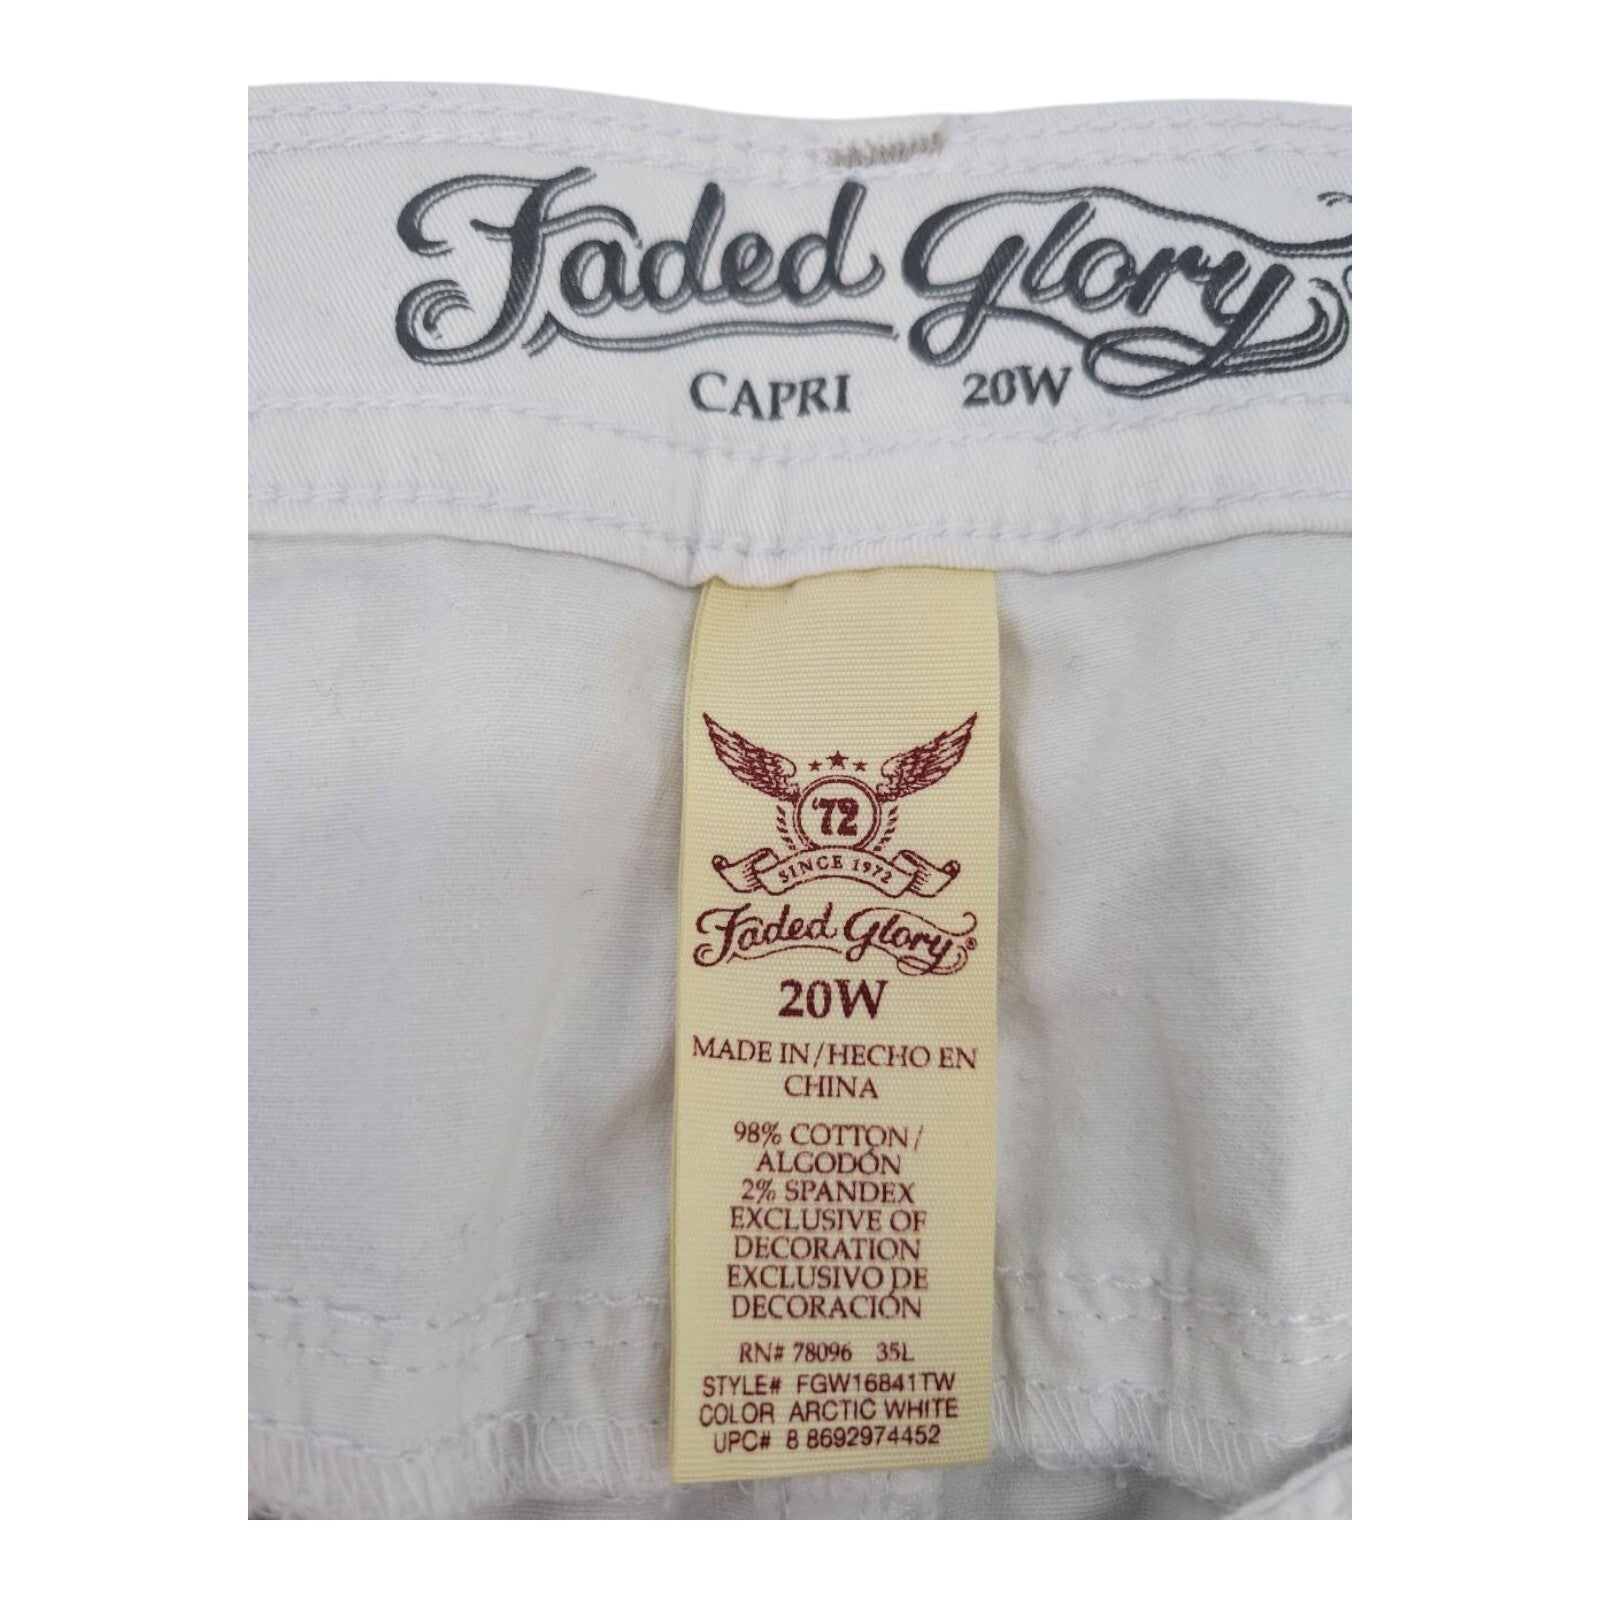 Faded Glory
CAPRI 20W
'72
SINCE 1972
Faded Glory®
20W
MADE IN/HECHO EN
CHINA
98% COTTON/
ALGODÓN
2% SPANDEX
EXCLUSIVE OF
DECORATION
EXCLUSIVO DE
DECORACIÓN
RN# 78096 35L
STYLE# FGW16841TW
COLOR ARCTIC WHITE
UPC# 8 8692974452